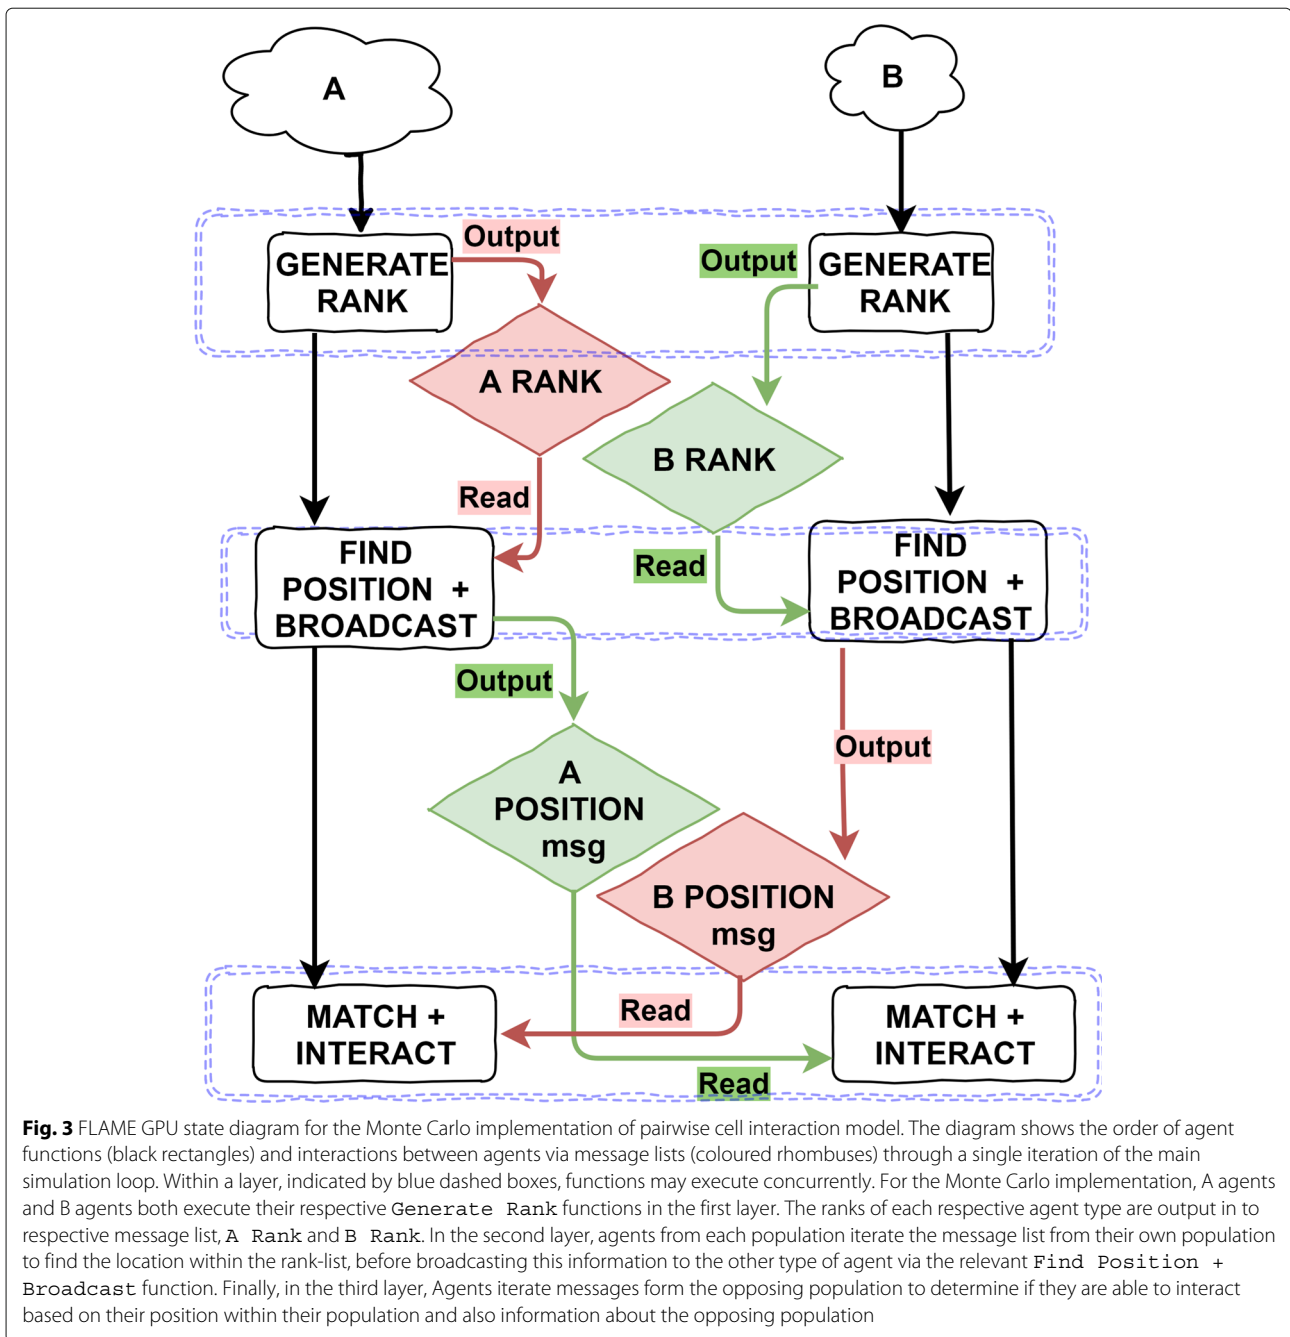 A
B
Output
Output
GENERATE
RANK
GENERATE
RANK
A RANK
B RANK
Read
Read
FIND
POSITION +
BROADCAST
FIND
POSITION +
BROADCAST
Output
Output
A
POSITION
msg
B POSITION
msg
Read
MATCH +
INTERACT
MATCH +
INTERACT
Read
Fig. 3 FLAME GPU state diagram for the Monte Carlo implementation of pairwise cell interaction model. The diagram shows the order of agent
functions (black rectangles) and interactions between agents via message lists (coloured rhombuses) through a single iteration of the main
simulation loop. Within a layer, indicated by blue dashed boxes, functions may execute concurrently. For the Monte Carlo implementation, A agents
and B agents both execute their respective Generate Rank functions in the first layer. The ranks of each respective agent type are output in to
respective message list, A Rank and B Rank. In the second layer, agents from each population iterate the message list from their own population
to find the location within the rank-list, before broadcasting this information to the other type of agent via the relevant Find Position +
Broadcast function. Finally, in the third layer, Agents iterate messages form the opposing population to determine if they are able to interact
based on their position within their population and also information about the opposing population